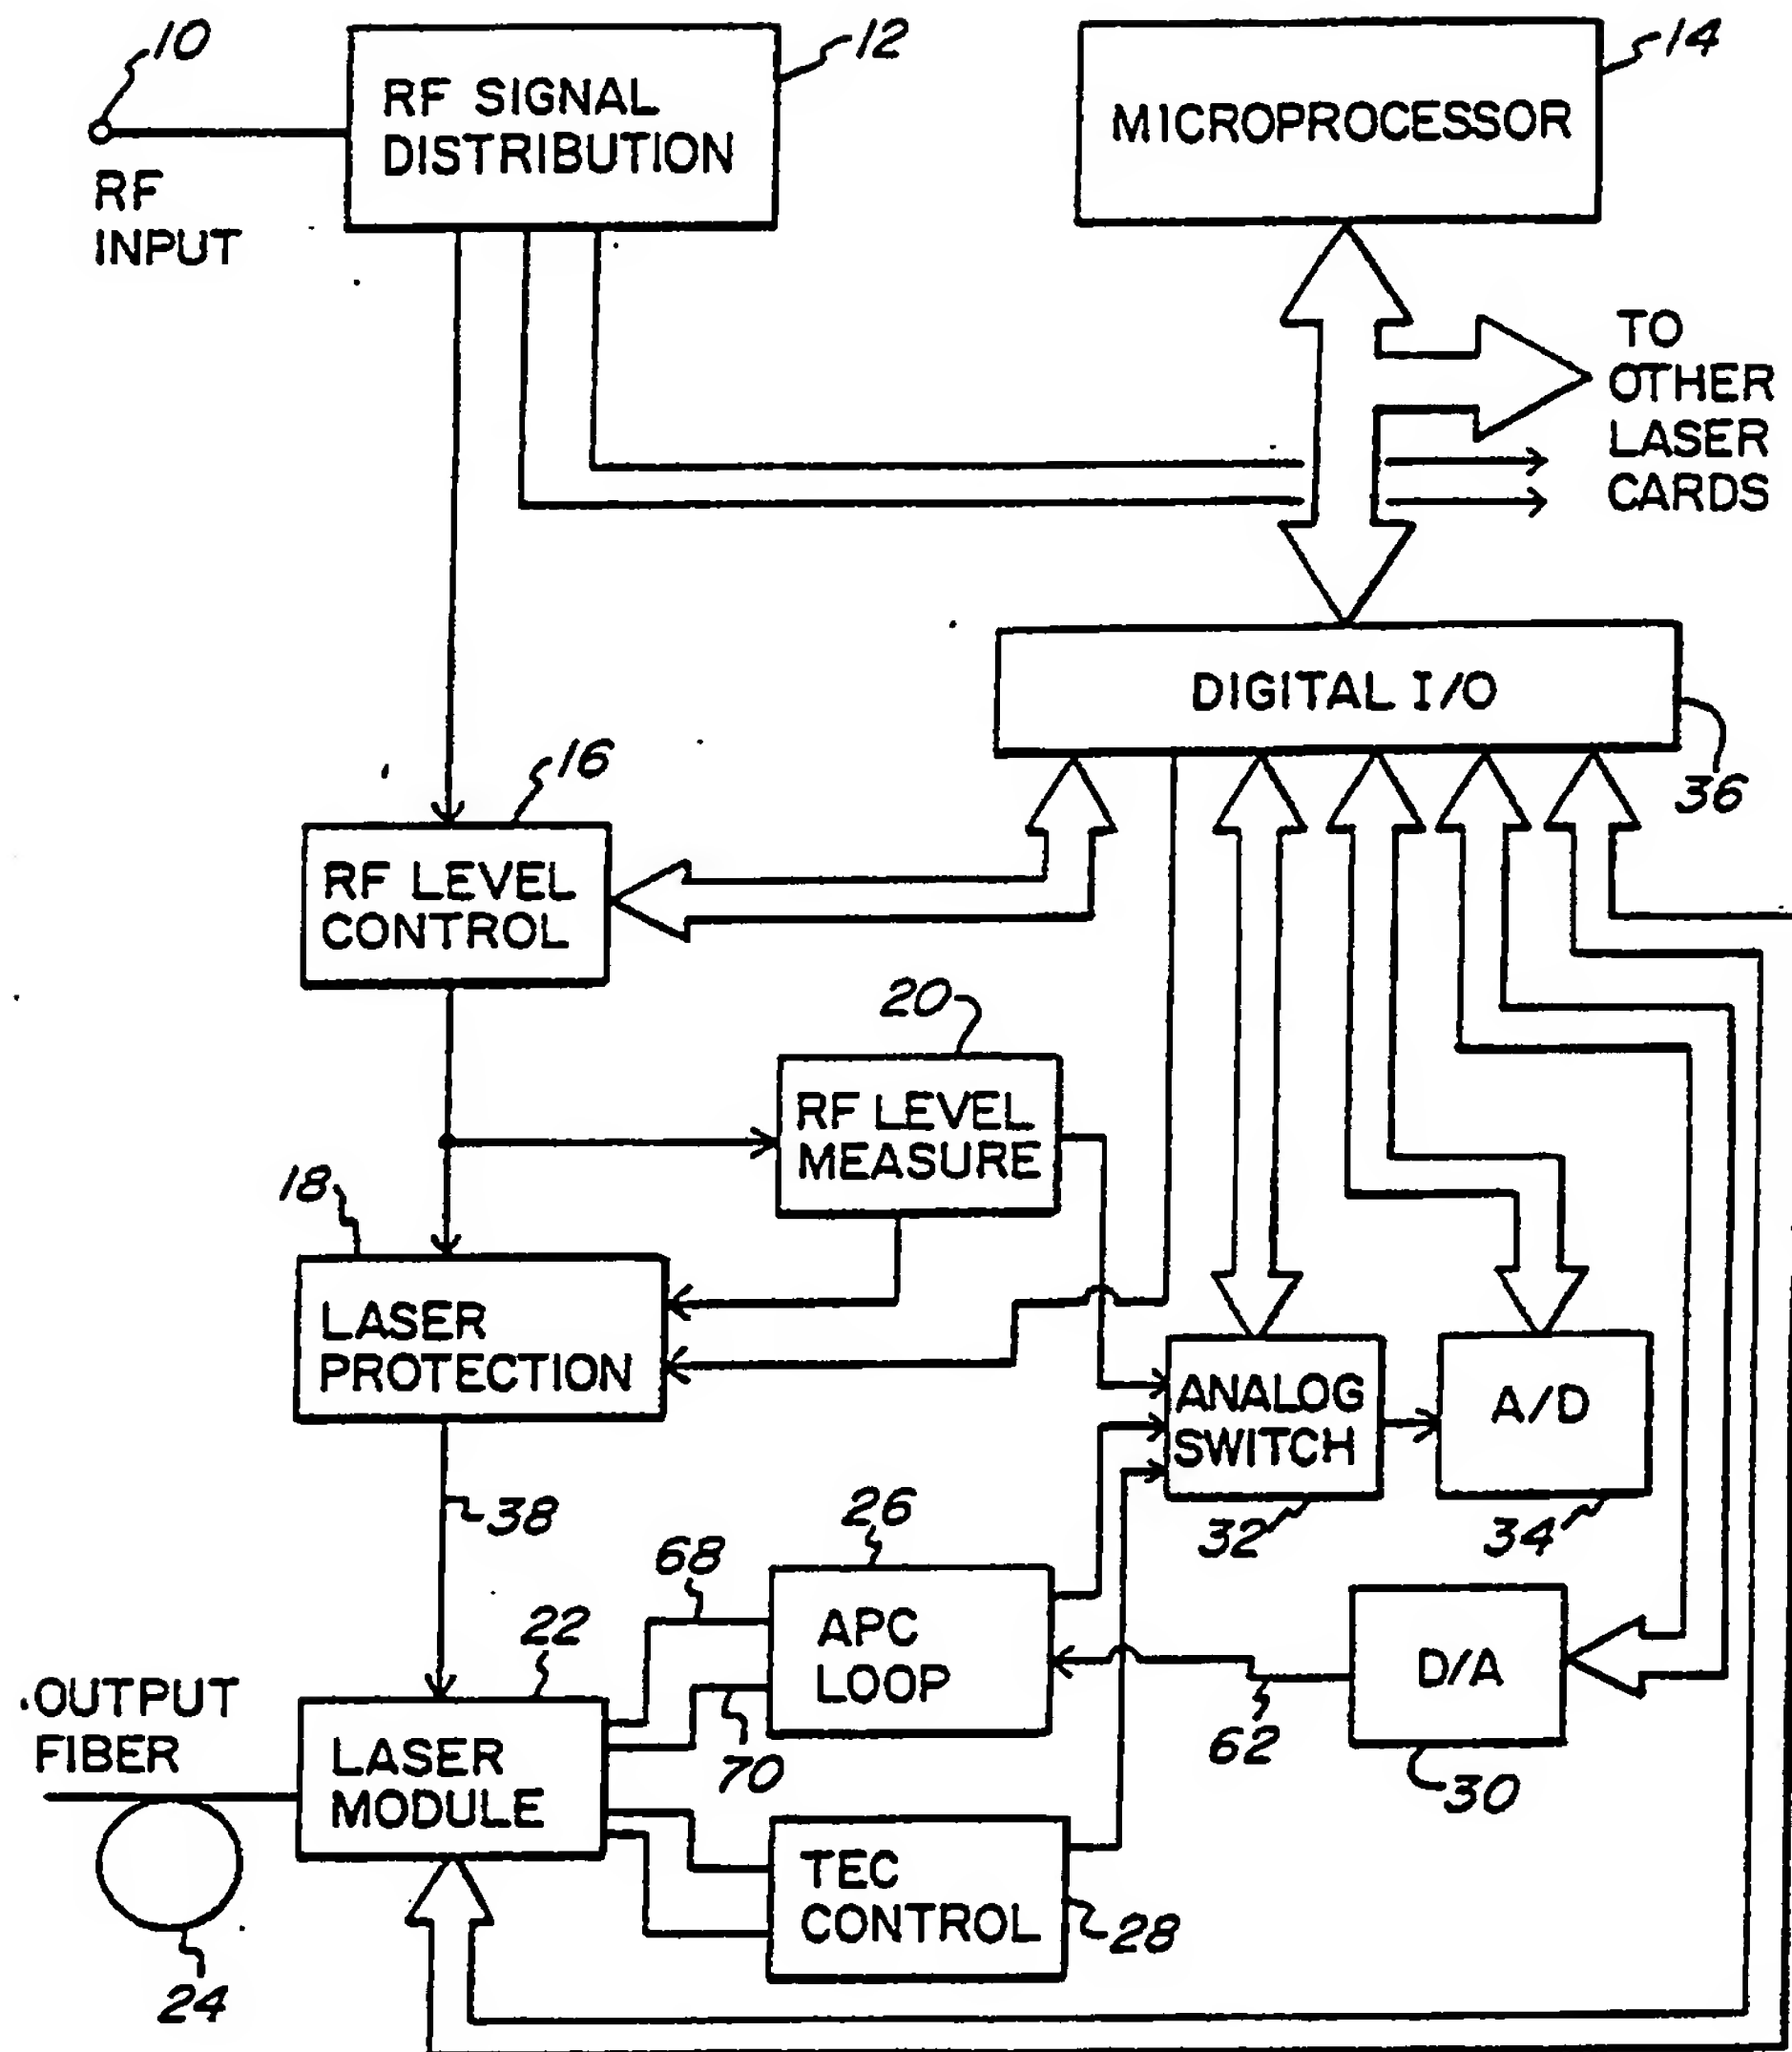 10
RF
INPUT
RF SIGNAL
DISTRIBUTION
12
MICROPROCESSOR
14
TO
OTHER
LASER
CARDS
DIGITAL I/O
36
16
RF LEVEL
CONTROL
20
RF LEVEL
MEASURE
18
LASER
PROTECTION
ANALOG
SWITCH
32
A/D
34
38
26
68
APC
LOOP
D/A
62
30
22
OUTPUT
FIBER
LASER
MODULE
70
TEC
CONTROL
28
24